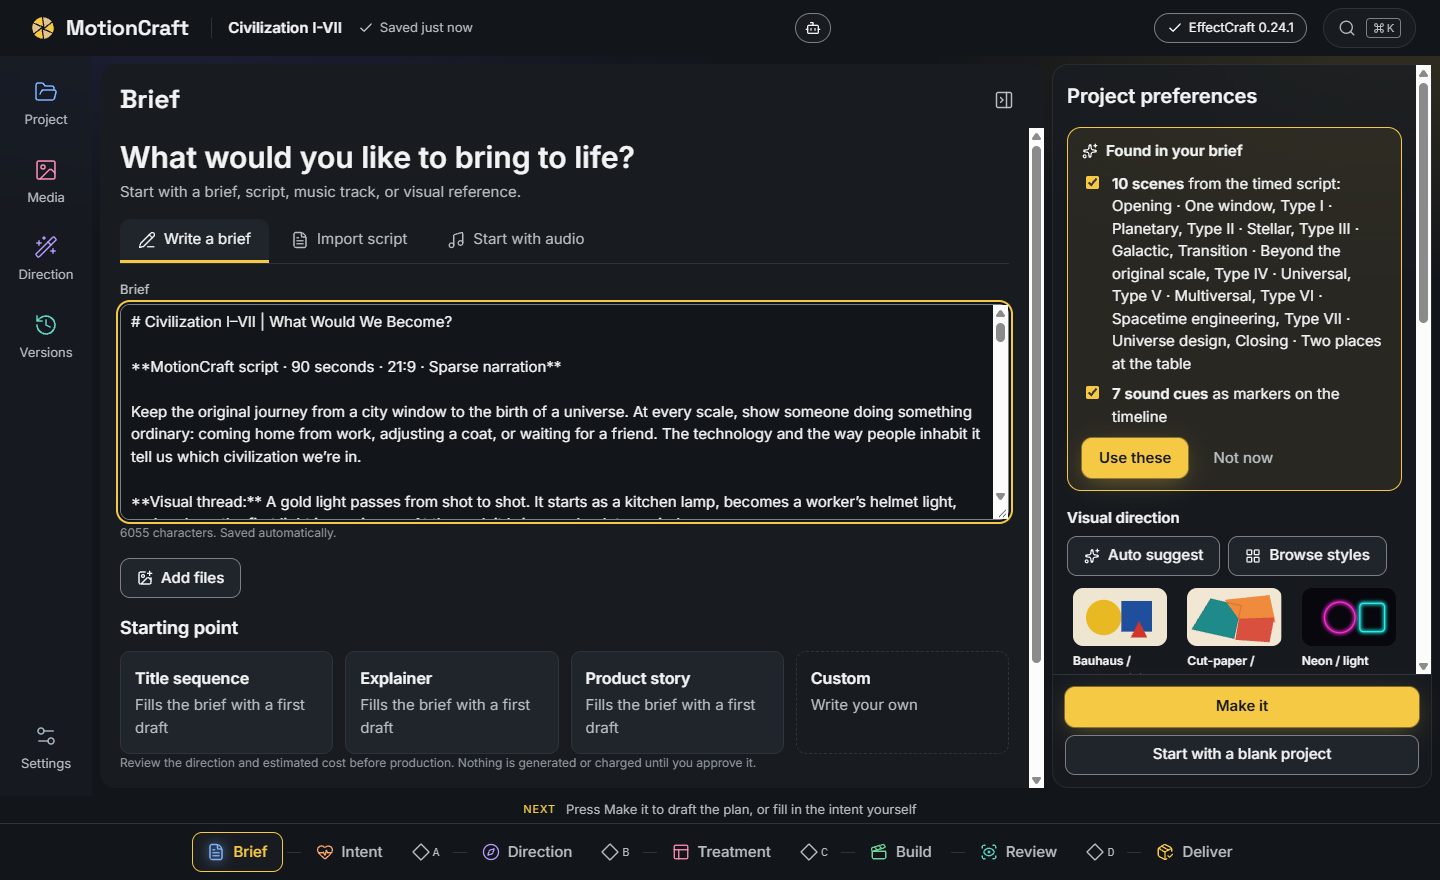 MotionCraft
Civilization I-VII
Saved just now
EffectCraft 0.24.1
⌘K
Project
Media
Direction
Versions
Settings
Brief
What would you like to bring to life?
Start with a brief, script, music track, or visual reference.
Write a brief
Import script
Start with audio
Brief
# Civilization I–VII | What Would We Become?
**MotionCraft script · 90 seconds · 21:9 · Sparse narration**
Keep the original journey from a city window to the birth of a universe. At every scale, show someone doing something
ordinary: coming home from work, adjusting a coat, or waiting for a friend. The technology and the way people inhabit it
tell us which civilization we’re in.
**Visual thread:** A gold light passes from shot to shot. It starts as a kitchen lamp, becomes a worker’s helmet light,
6055 characters. Saved automatically.
Add files
Starting point
Title sequence
Fills the brief with a first
draft
Explainer
Fills the brief with a first
draft
Product story
Fills the brief with a first
draft
Custom
Write your own
Review the direction and estimated cost before production. Nothing is generated or charged until you approve it.
Project preferences
Found in your brief
10 scenes from the timed script:
Opening · One window, Type I ·
Planetary, Type II · Stellar, Type III ·
Galactic, Transition · Beyond the
original scale, Type IV · Universal,
Type V · Multiversal, Type VI ·
Spacetime engineering, Type VII ·
Universe design, Closing · Two places
at the table
7 sound cues as markers on the
timeline
Use these
Not now
Visual direction
Auto suggest
Browse styles
Bauhaus /
Cut-paper /
Neon / light
Make it
Start with a blank project
NEXT Press Make it to draft the plan, or fill in the intent yourself
Brief
Intent
A
Direction
B
Treatment
C
Build
Review
D
Deliver